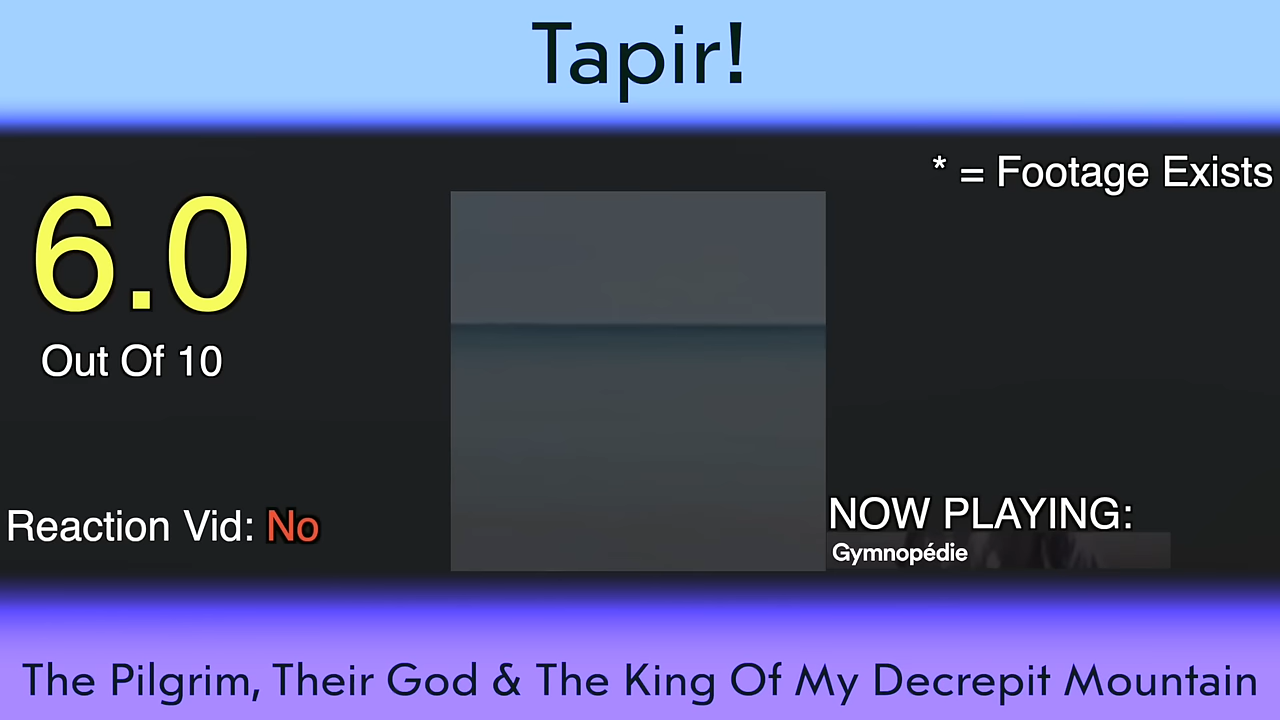 Tapir!
* = Footage Exists
6.0
Out Of 10
Reaction Vid: No
NOW PLAYING:
Gymnopédie
The Pilgrim, Their God & The King Of My Decrepit Mountain